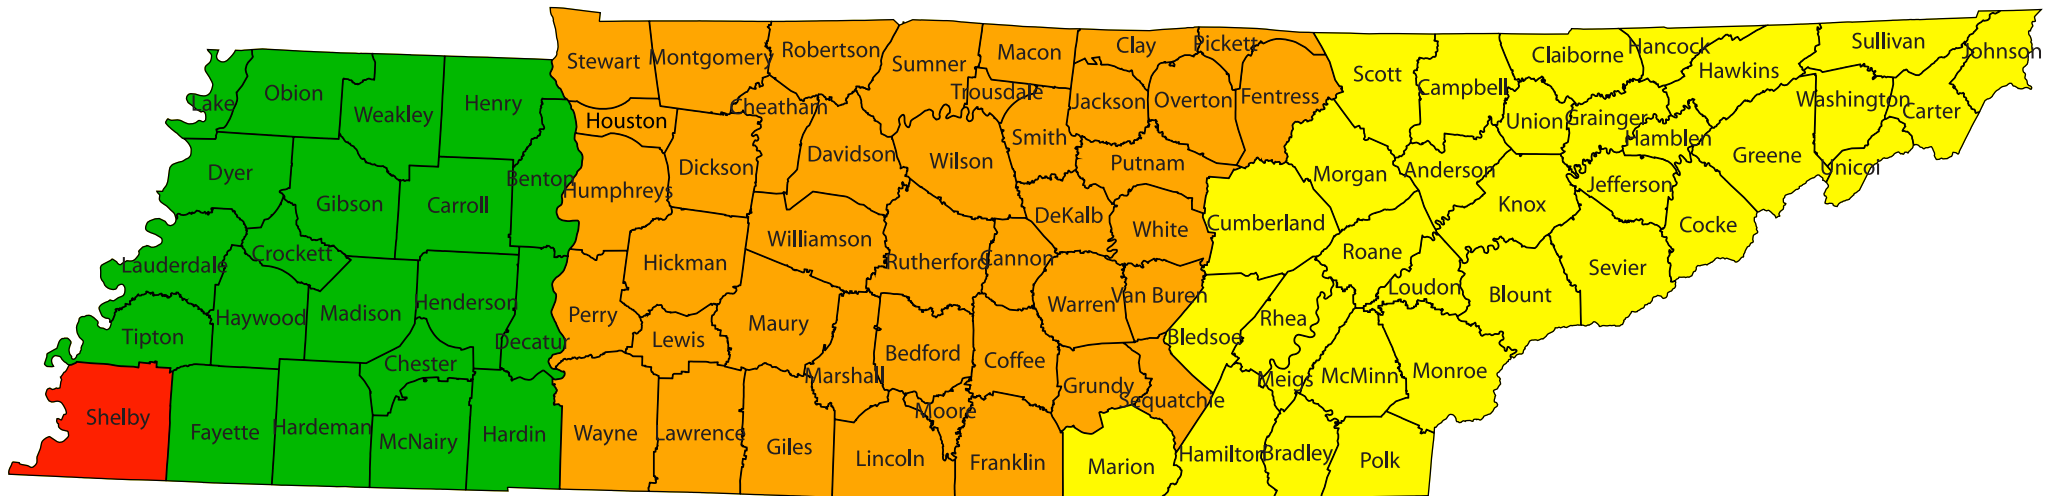 Lake
Obion
Weakley
Henry
Dyer
Gibson
Carroll
Benton
Crockett
Lauderdale
Tipton
Haywood
Madison
Henderson
Decatur
Chester
Shelby
Fayette
Hardeman
McNairy
Hardin
Stewart
Montgomery
Robertson
Sumner
Macon
Clay
Pickett
Trousdale
Jackson
Overton
Fentress
Houston
Cheatham
Dickson
Davidson
Wilson
Smith
Putnam
Humphreys
DeKalb
White
Williamson
Hickman
Rutherford
Cannon
Warren
Van Buren
Perry
Lewis
Maury
Bedford
Coffee
Marshall
Grundy
Sequatchie
Moore
Wayne
Lawrence
Giles
Lincoln
Franklin
Scott
Campbell
Claiborne
Hancock
Hawkins
Sullivan
Johnson
Union
Grainger
Hamblen
Washington
Carter
Greene
Unicoi
Morgan
Anderson
Knox
Jefferson
Cocke
Cumberland
Roane
Loudon
Blount
Sevier
Bledsoe
Rhea
Meigs
McMinn
Monroe
Marion
Hamilton
Bradley
Polk